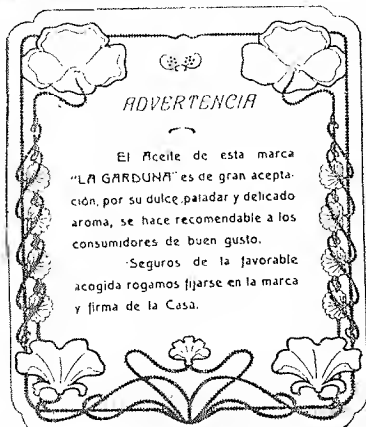 ADVERTENCIA
El Aceite de esta marca
"LA GARDUNA" es de gran acepta-
ción, por su dulce paladar y delicado
aroma, se hace recomendable a los
consumidores de buen gusto.
Seguros de la favorable
acogida rogamos fijarse en la marca
y firma de la Casa.